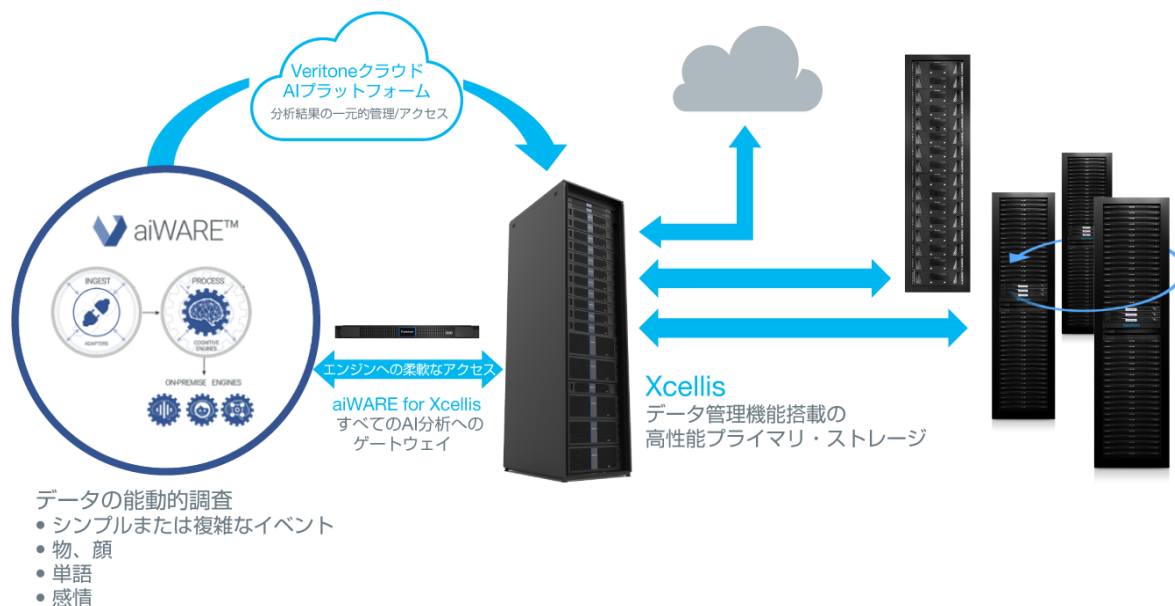 Veritoneクラウド
AIプラットフォーム
分析結果の一元的管理/アクセス
aiWARE™
INGEST
ADAPTERS
PROCESS
COGNITIVE
ENGINES
ON-PREMISE ENGINES
エンジンへの柔軟なアクセス
aiWARE for Xcellis
すべてのAI分析への
ゲートウェイ
Xcellis
データ管理機能搭載の
高性能プライマリ・ストレージ
データの能動的調査
• シンプルまたは複雑なイベント
• 物、顔
• 単語
• 感情